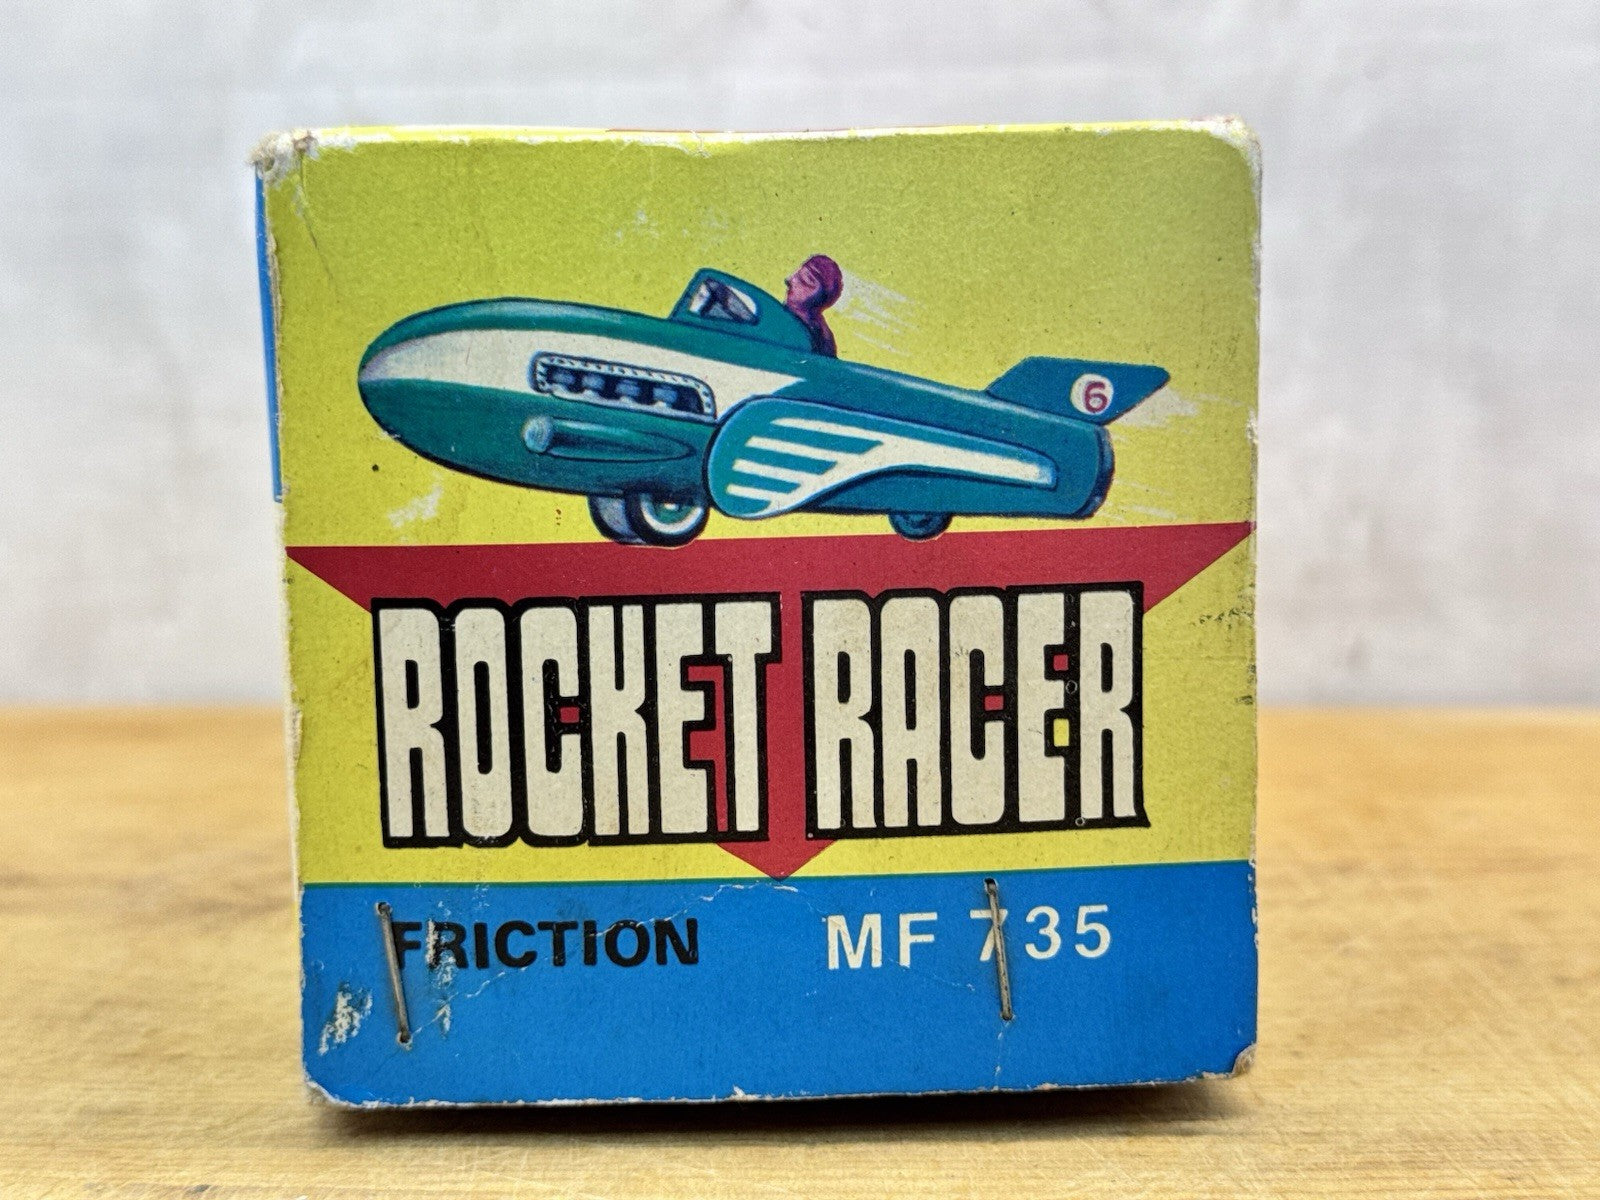 6
ROCKET RACER
FRICTION MF 735